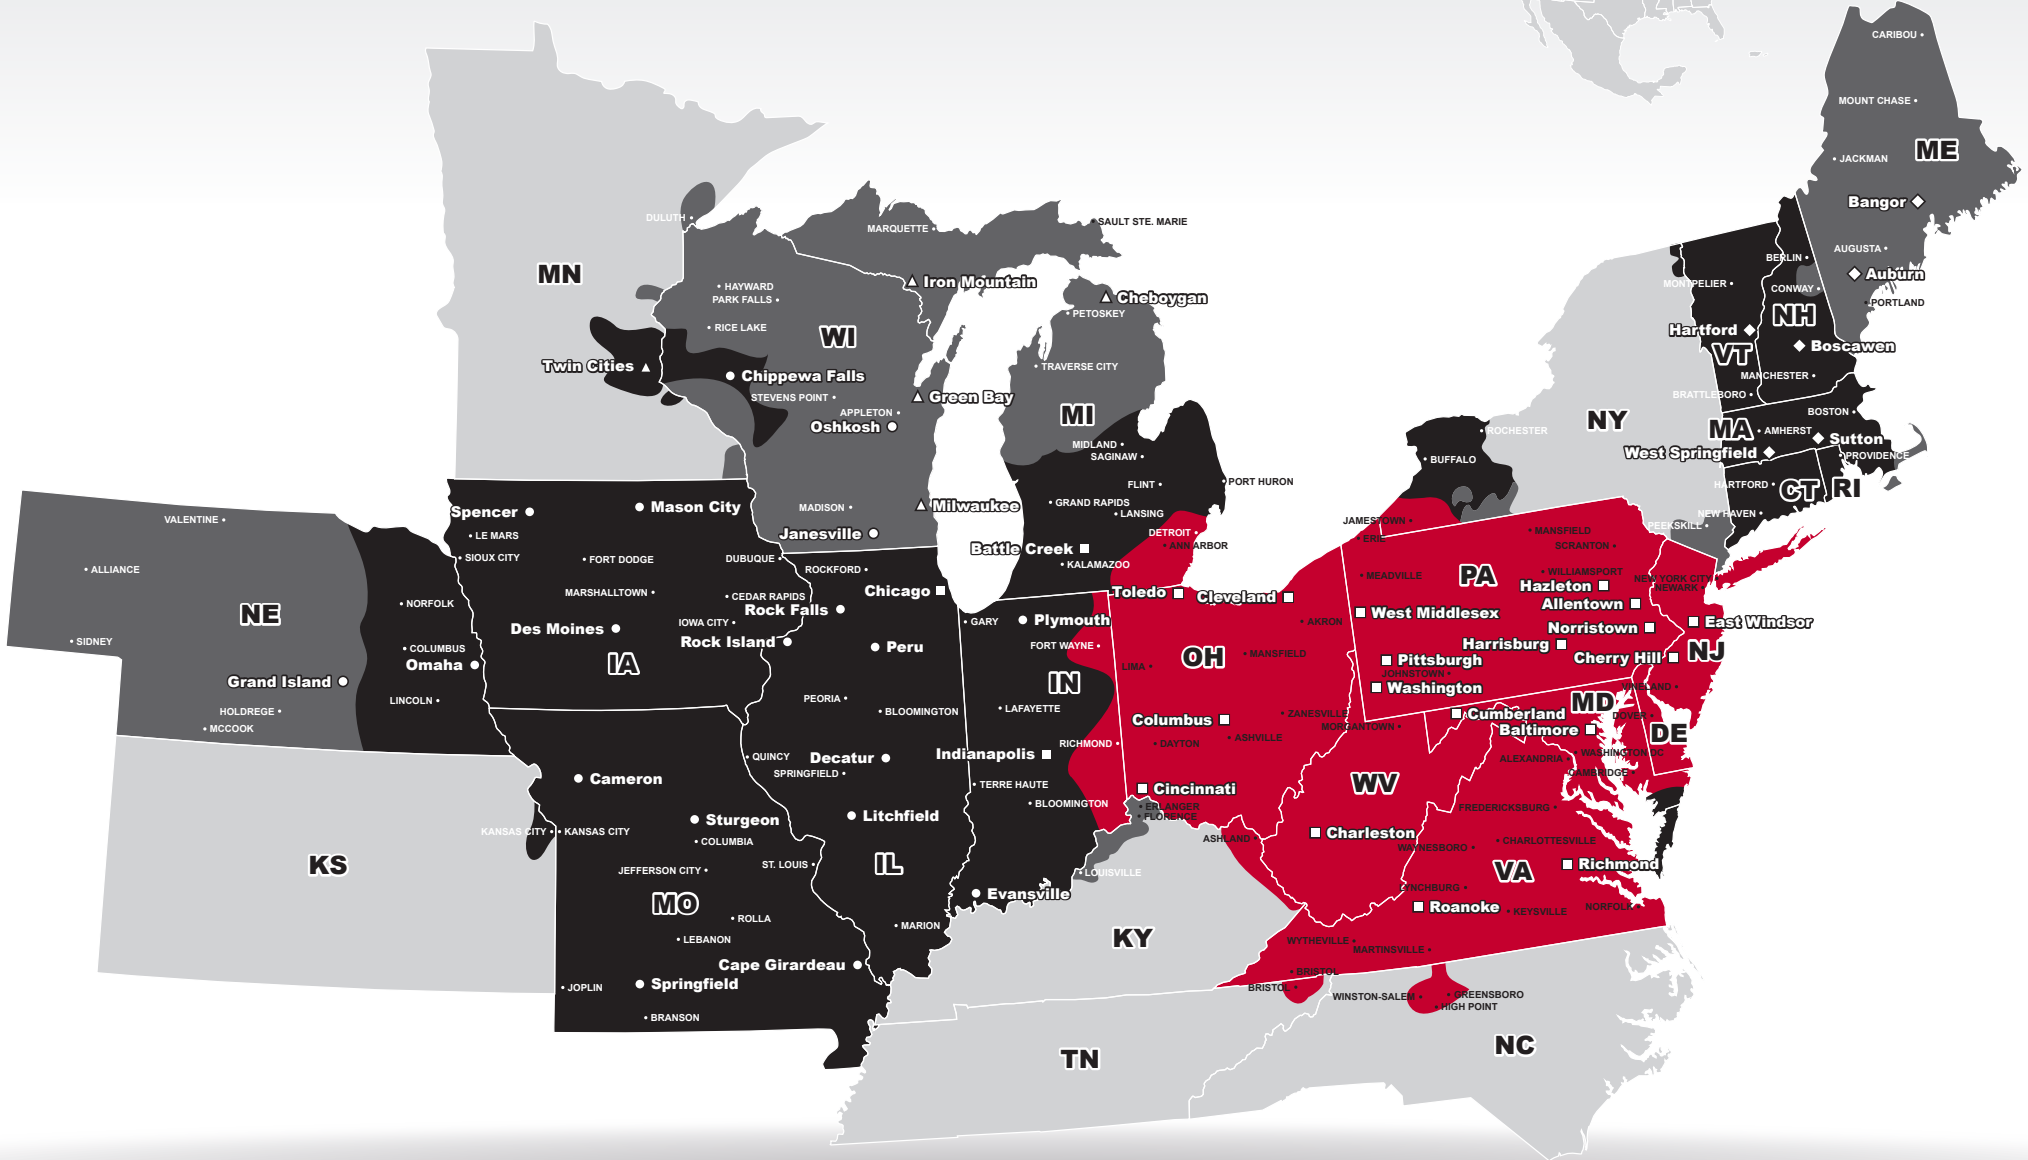 CARIBOU
MOUNT CHASE
ME
JACKMAN
Bangor
DULUTH
MARQUETTE
SAULT STE. MARIE
AUGUSTA
BERLIN
MN
Auburn
HAYWARD
Iron Mountain
MONTPELIER
CONWAY
PARK FALLS
Cheboygan
PORTLAND
PETOSKEY
NH
RICE LAKE
WI
Hartford
Boscawen
VT
Twin Cities
TRAVERSE CITY
Chippewa Falls
MANCHESTER
STEVENS POINT
Green Bay
BRATTLEBORO
APPLETON
MI
BOSTON
Oshkosh
NY
MA
AMHERST
ROCHESTER
Sutton
MIDLAND
West Springfield
SAGINAW
BUFFALO
PROVIDENCE
FLINT
PORT HURON
HARTFORD
CT
RI
GRAND RAPIDS
Spencer
Mason City
MADISON
Milwaukee
LANSING
NEW HAVEN
VALENTINE
JAMESTOWN
PEEKSKILL
LE MARS
Janesville
DETROIT
MANSFIELD
ERIE
Battle Creek
ANN ARBOR
SCRANTON
SIOUX CITY
FORT DODGE
DUBUQUE
KALAMAZOO
ALLIANCE
ROCKFORD
MEADVILLE
PA
WILLIAMSPORT
NEW YORK CITY
Hazleton
NEWARK
MARSHALLTOWN
CEDAR RAPIDS
Chicago
Toledo
Cleveland
NORFOLK
Rock Falls
Allentown
NE
West Middlesex
IOWA CITY
GARY
Plymouth
AKRON
East Windsor
Des Moines
Norristown
SIDNEY
Rock Island
FORT WAYNE
Harrisburg
COLUMBUS
Peru
NJ
Omaha
IA
LIMA
OH
MANSFIELD
Pittsburgh
Cherry Hill
JOHNSTOWN
Grand Island
IN
Washington
VINELAND
LINCOLN
PEORIA
MD
HOLDREGE
BLOOMINGTON
LAFAYETTE
Columbus
ZANESVILLE
Cumberland
DOVER
MCCOOK
MORGANTOWN
Baltimore
DE
RICHMOND
DAYTON
ASHVILLE
QUINCY
Decatur
Indianapolis
WASHINGTON DC
ALEXANDRIA
SPRINGFIELD
CAMBRIDGE
Cameron
TERRE HAUTE
Cincinnati
WV
BLOOMINGTON
ERLANGER
FREDERICKSBURG
Sturgeon
Litchfield
FLORENCE
KANSAS CITY
KANSAS CITY
Charleston
ASHLAND
COLUMBIA
CHARLOTTESVILLE
WAYNESBORO
KS
ST. LOUIS
IL
Richmond
JEFFERSON CITY
LOUISVILLE
VA
MO
Evansville
LYNCHBURG
Roanoke
KEYSVILLE
NORFOLK
ROLLA
MARION
LEBANON
KY
WYTHEVILLE
MARTINSVILLE
Cape Girardeau
BRISTOL
JOPLIN
Springfield
BRISTOL
WINSTON-SALEM
GREENSBORO
HIGH POINT
BRANSON
TN
NC